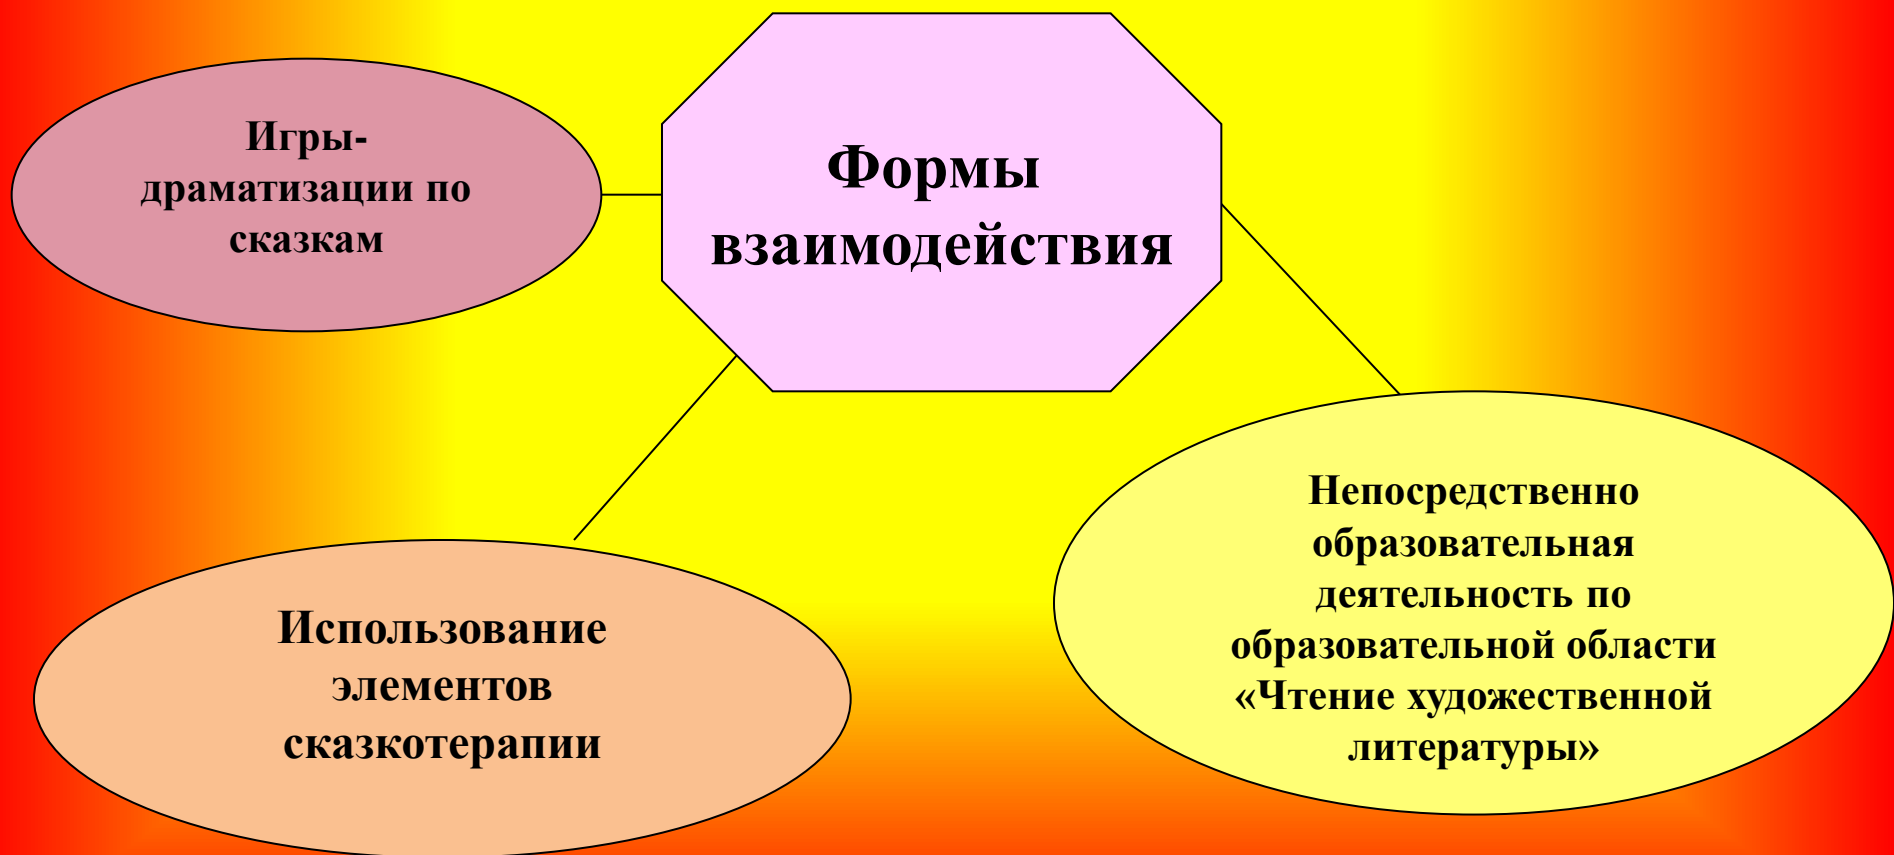 Формы
взаимодействия
Игры-
драматизации по
сказкам
Использование
элементов
сказкотерапии
Непосредственно
образовательная
деятельность по
образовательной области
«Чтение художественной
литературы»